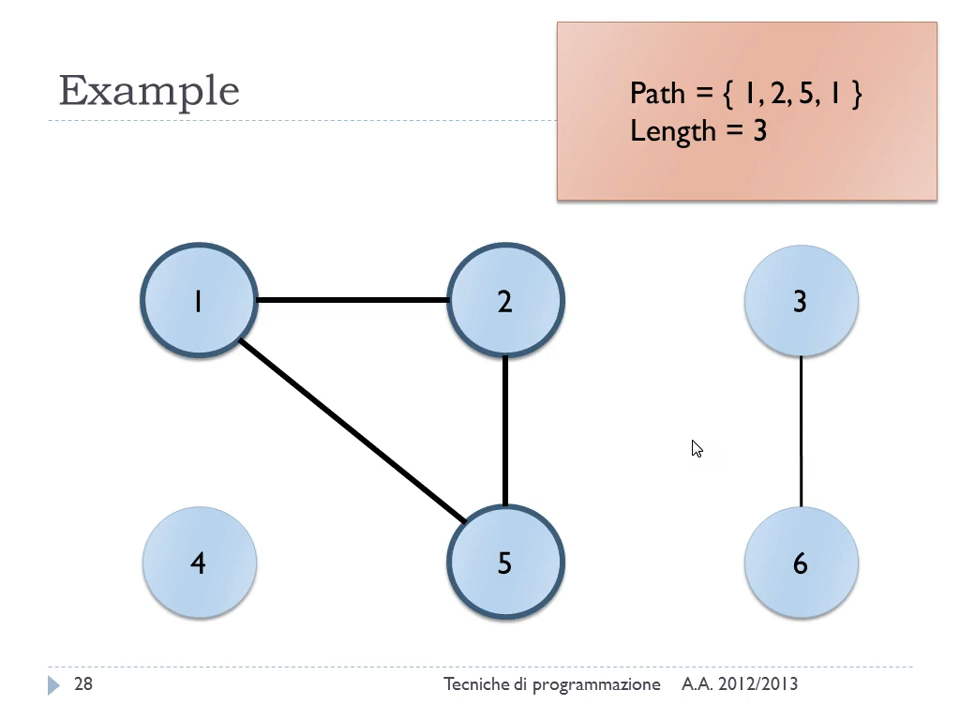 Example
Path = { 1, 2, 5, 1 }
Length = 3
1
2
3
4
5
6
28
Tecniche di programmazione A.A. 2012/2013